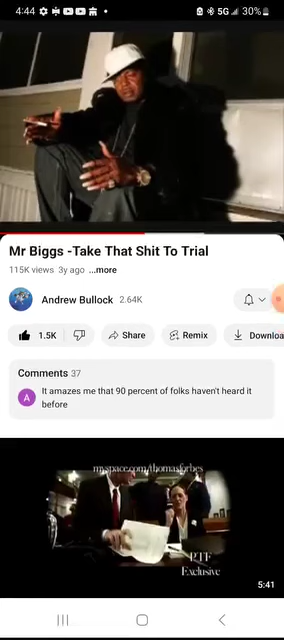 4:44
5G
30%
Mr Biggs -Take That Shit To Trial
115K views 3y ago ...more
Andrew Bullock 2.64K
1.5K
Share
Remix
Downloa
Comments 37
A
It amazes me that 90 percent of folks haven't heard it
before
myspace.com/thomasforbes
PTF
Exclusive
5:41